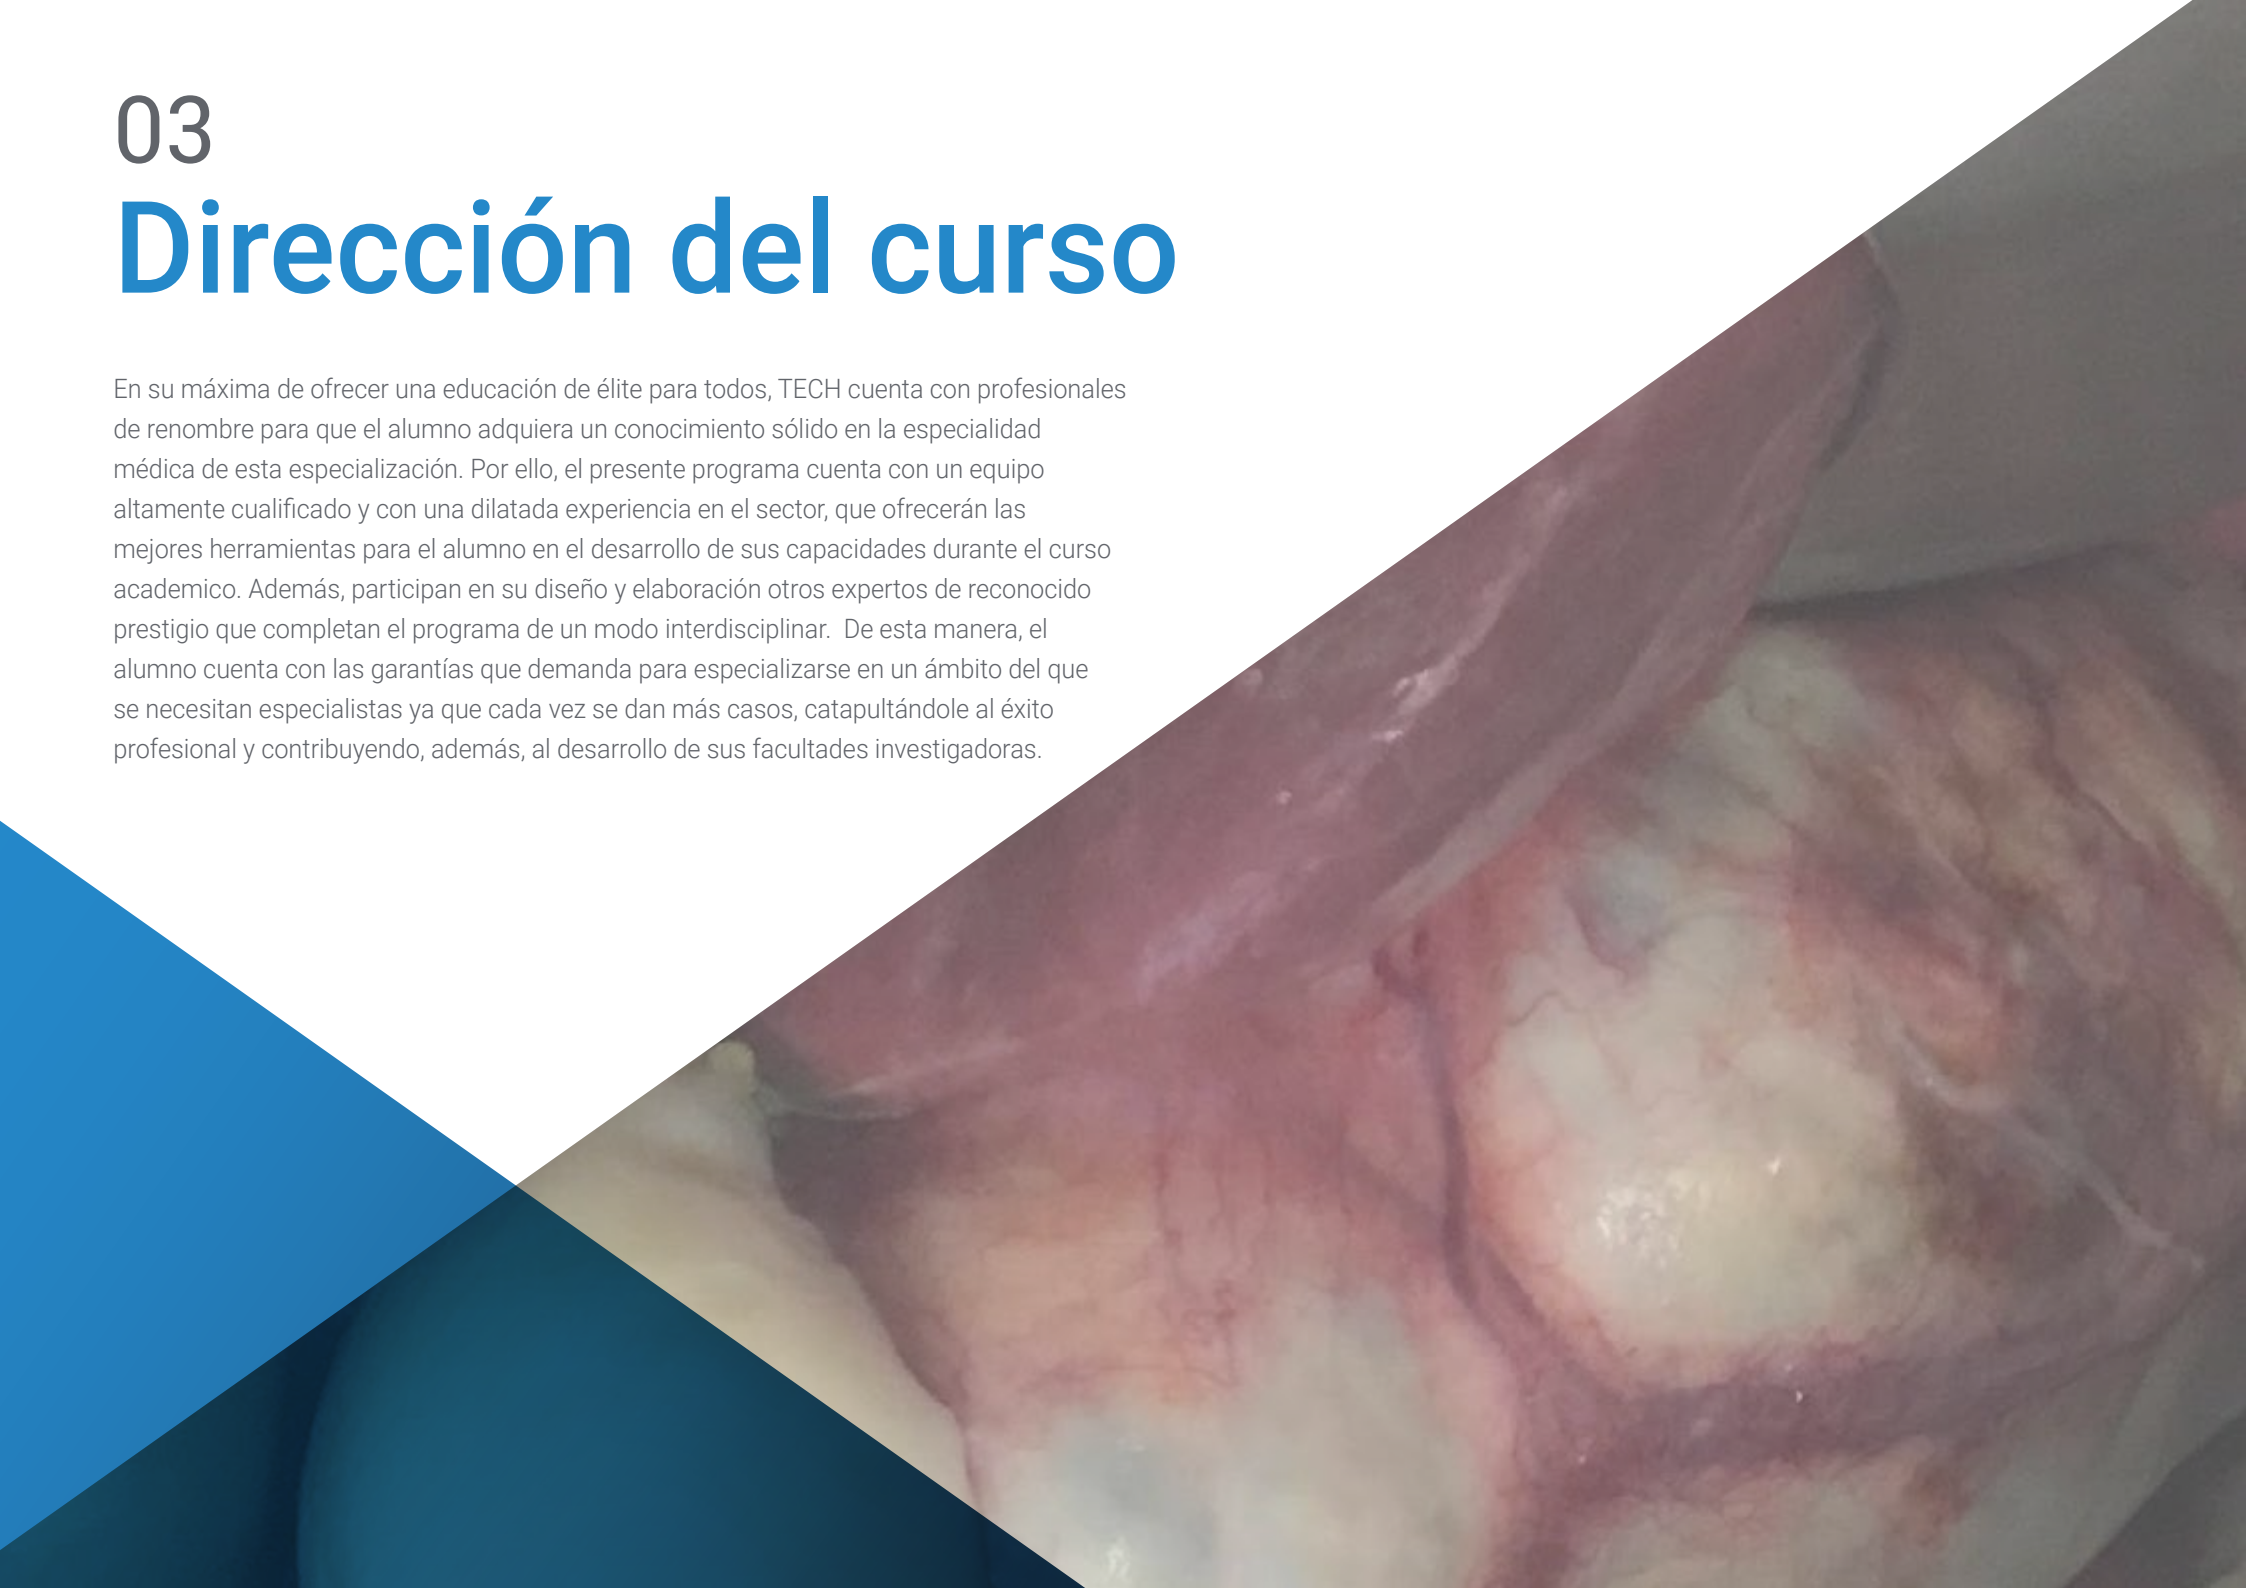 03
Dirección del curso
En su máxima de ofrecer una educación de élite para todos, TECH cuenta con profesionales
de renombre para que el alumno adquiera un conocimiento sólido en la especialidad
médica de esta especialización. Por ello, el presente programa cuenta con un equipo
altamente cualificado y con una dilatada experiencia en el sector, que ofrecerán las
mejores herramientas para el alumno en el desarrollo de sus capacidades durante el curso
academico. Además, participan en su diseño y elaboración otros expertos de reconocido
prestigio que completan el programa de un modo interdisciplinar.  De esta manera, el
alumno cuenta con las garantías que demanda para especializarse en un ámbito del que
se necesitan especialistas ya que cada vez se dan más casos, catapultándole al éxito
profesional y contribuyendo, además, al desarrollo de sus facultades investigadoras.